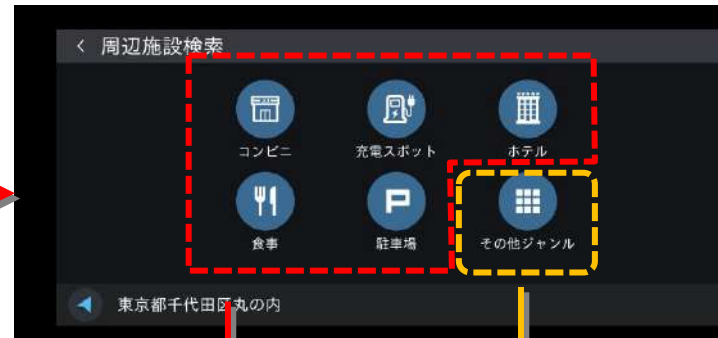 周辺施設検索
コンビニ 充電スポット ホテル
食事 駐車場 その他ジャンル
東京都千代田区丸の内